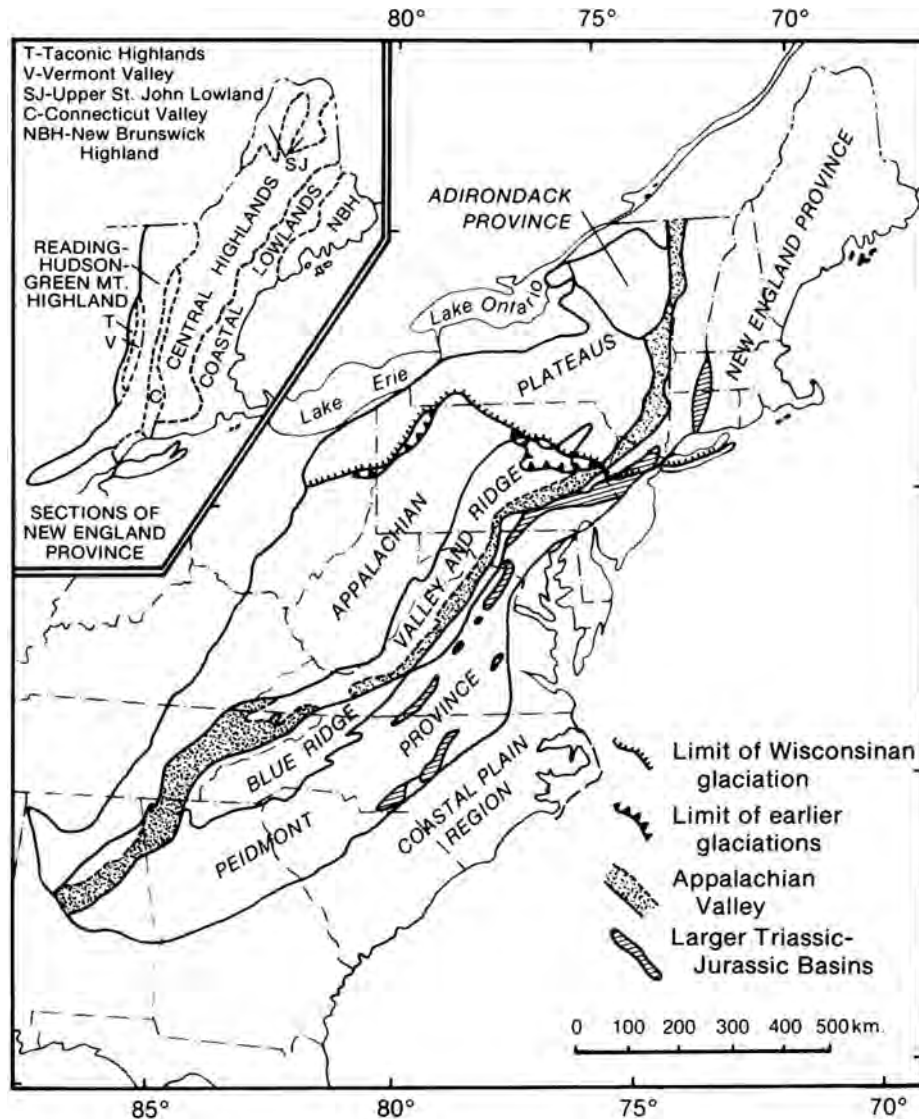 80°
75°
T-Taconic Highlands
V-Vermont Valley
SJ-Upper St. John Lowland
C-Connecticut Valley
NBH-New Brunswick
Highland
SJ
CENTRAL HIGHLANDS
COASTAL LOWLANDS
NBH
READING-
HUDSON-
GREEN MT.
HIGHLAND
T
V
C
SECTIONS OF
NEW ENGLAND
PROVINCE
ADIRONDACK
PROVINCE
NEW ENGLAND PROVINCE
Lake Ontario
Lake Erie
APPALACHIAN PLATEAUS
VALLEY AND RIDGE
BLUE RIDGE
PEIDMONT PROVINCE
COASTAL PLAIN
REGION
Limit of Wisconsinan
glaciation
Limit of earlier
glaciations
Appalachian
Valley
Larger Triassic-
Jurassic Basins
0 100 200 300 400 500 km.
85°
80°
75°
70°